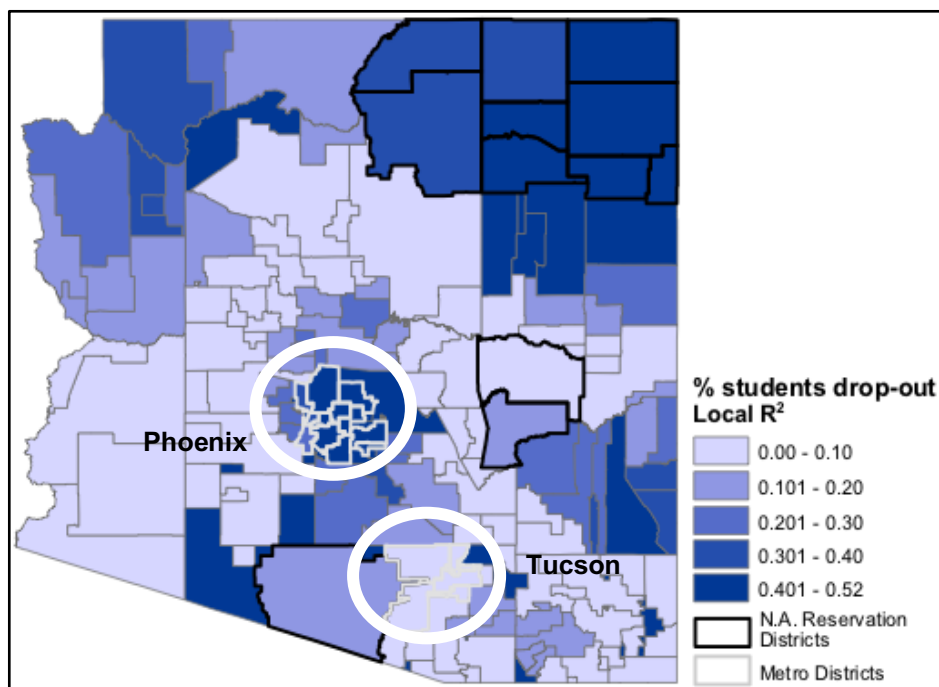 Phoenix
Tucson
% students drop-out
Local R²
0.00 - 0.10
0.101 - 0.20
0.201 - 0.30
0.301 - 0.40
0.401 - 0.52
N.A. Reservation
Districts
Metro Districts